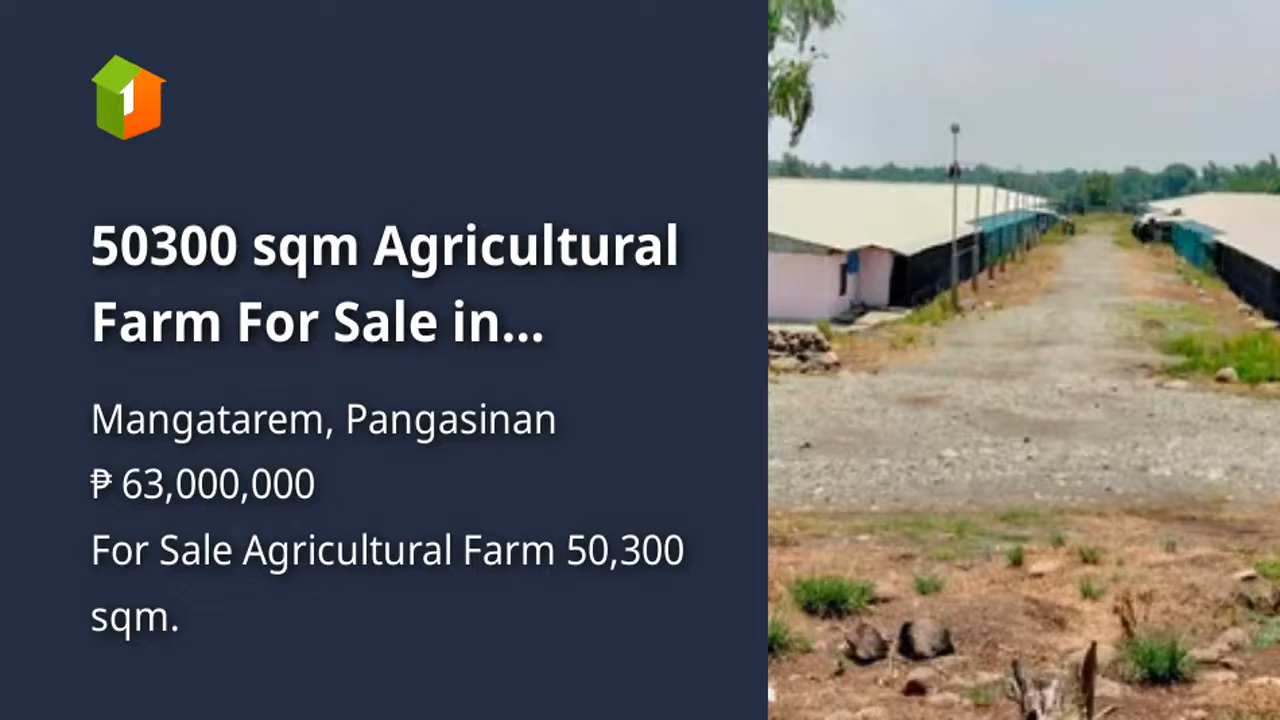 50300 sqm Agricultural
Farm For Sale in...
Mangatarem, Pangasinan
₱ 63,000,000
For Sale Agricultural Farm 50,300
sqm.